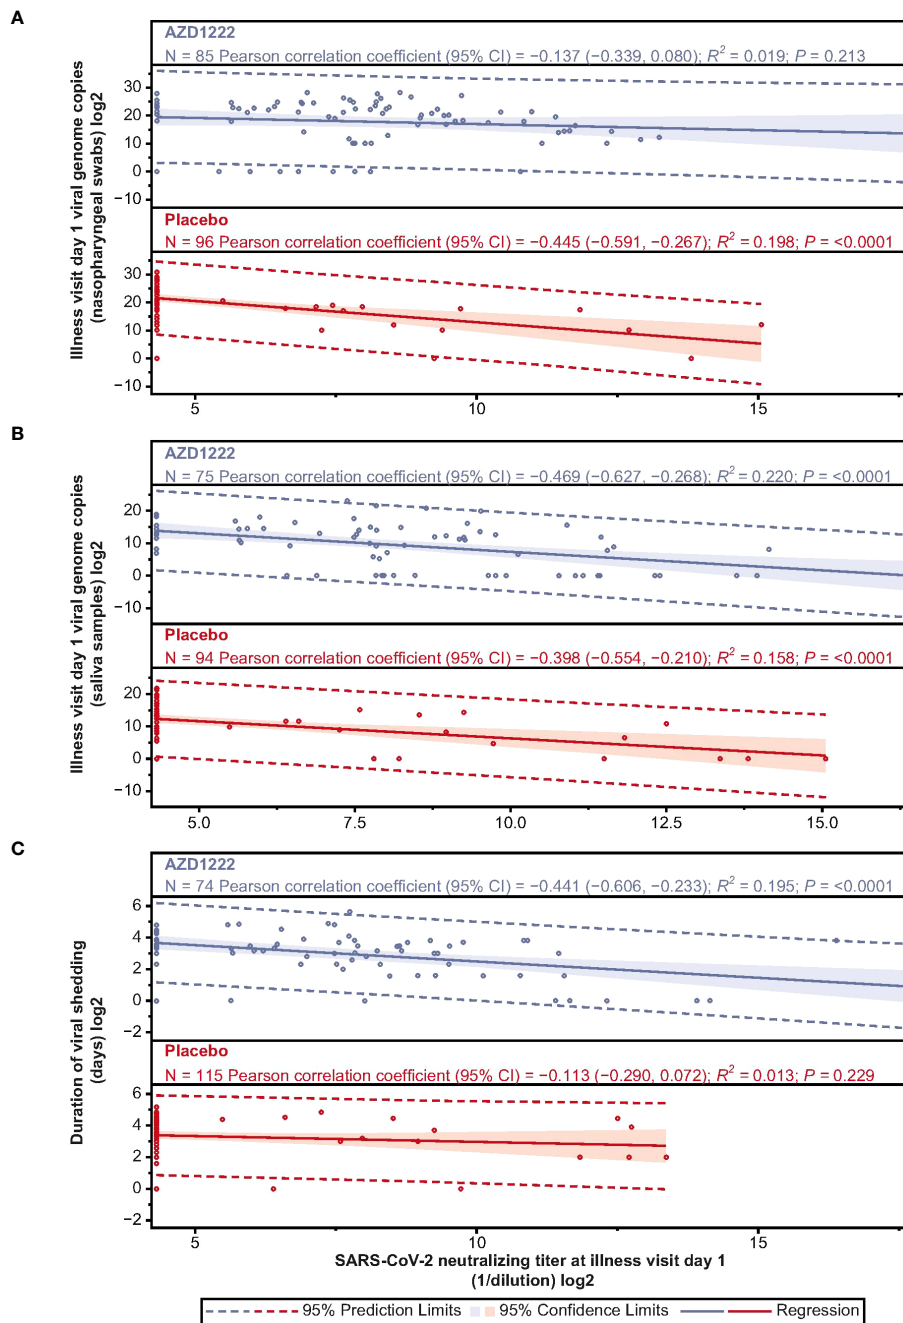 A
AZD1222
N = 85 Pearson correlation coefficient (95% CI) = −0.137 (−0.339, 0.080); R² = 0.019; P = 0.213
30
20
10
0
−10
Placebo
N = 96 Pearson correlation coefficient (95% CI) = −0.445 (−0.591, −0.267); R² = 0.198; P = <0.0001
30
20
10
0
−10
Illness visit day 1 viral genome copies
(nasopharyngeal swabs) log2
5
10
15
B
AZD1222
N = 75 Pearson correlation coefficient (95% CI) = −0.469 (−0.627, −0.268); R² = 0.220; P = <0.0001
20
10
0
−10
Placebo
N = 94 Pearson correlation coefficient (95% CI) = −0.398 (−0.554, −0.210); R² = 0.158; P = <0.0001
20
10
0
−10
Illness visit day 1 viral genome copies
(saliva samples) log2
5.0
7.5
10.0
12.5
15.0
C
AZD1222
N = 74 Pearson correlation coefficient (95% CI) = −0.441 (−0.606, −0.233); R² = 0.195; P = <0.0001
6
4
2
0
−2
Placebo
N = 115 Pearson correlation coefficient (95% CI) = −0.113 (−0.290, 0.072); R² = 0.013; P = 0.229
6
4
2
0
−2
Duration of viral shedding
(days) log2
5
10
15
SARS-CoV-2 neutralizing titer at illness visit day 1
(1/dilution) log2
95% Prediction Limits 95% Confidence Limits Regression